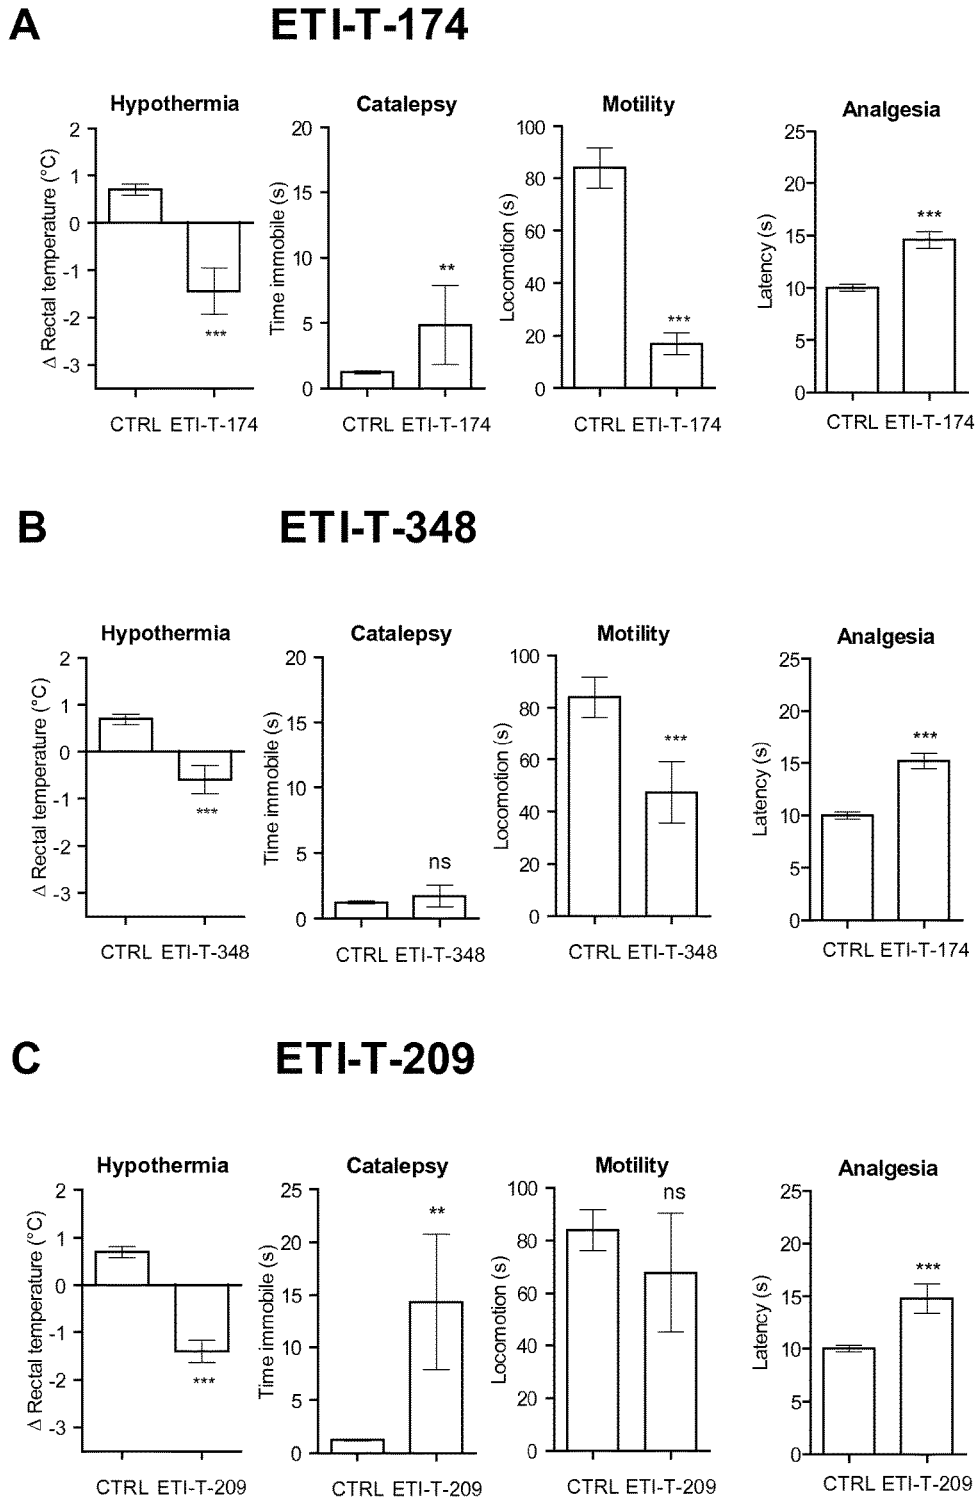 A ETI-T-174
Hypothermia Catalepsy Motility Analgesia
Δ Rectal temperature (°C)
2
1
0
-1
-2
-3
***
CTRL ETI-T-174
Time immobile (s)
20
15
10
5
0
**
CTRL ETI-T-174
Locomotion (s)
100
80
60
40
20
0
***
CTRL ETI-T-174
Latency (s)
25
20
15
10
5
0
***
CTRL ETI-T-174
B ETI-T-348
Hypothermia Catalepsy Motility Analgesia
Δ Rectal temperature (°C)
2
1
0
-1
-2
-3
***
CTRL ETI-T-348
Time immobile (s)
20
15
10
5
0
ns
CTRL ETI-T-348
Locomotion (s)
100
80
60
40
20
0
***
CTRL ETI-T-348
Latency (s)
25
20
15
10
5
0
***
CTRL ETI-T-174
C ETI-T-209
Hypothermia Catalepsy Motility Analgesia
Δ Rectal temperature (°C)
2
1
0
-1
-2
-3
***
CTRL ETI-T-209
Time immobile (s)
25
20
15
10
5
0
**
CTRL ETI-T-209
Locomotion (s)
100
80
60
40
20
0
ns
CTRL ETI-T-209
Latency (s)
25
20
15
10
5
0
***
CTRL ETI-T-209